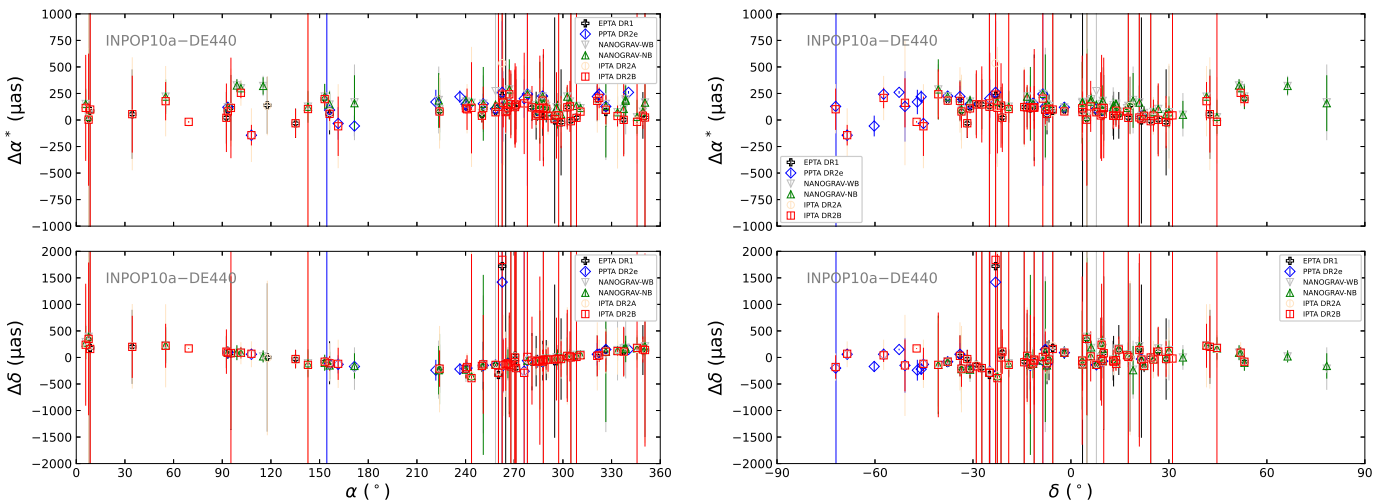 1000
750
500
250
0
−250
−500
−750
−1000
Δα* (μas)
INPOP10a−DE440
EPTA DR1
PPTA DR2e
NANOGRAV-WB
NANOGRAV-NB
IPTA DR2A
IPTA DR2B
1000
750
500
250
0
−250
−500
−750
−1000
Δα* (μas)
INPOP10a−DE440
EPTA DR1
PPTA DR2e
NANOGRAV-WB
NANOGRAV-NB
IPTA DR2A
IPTA DR2B
2000
1500
1000
500
0
−500
−1000
−1500
−2000
Δδ (μas)
INPOP10a−DE440
EPTA DR1
PPTA DR2e
NANOGRAV-WB
NANOGRAV-NB
IPTA DR2A
IPTA DR2B
0 30 60 90 120 150 180 210 240 270 300 330 360
α (°)
2000
1500
1000
500
0
−500
−1000
−1500
−2000
Δδ (μas)
INPOP10a−DE440
EPTA DR1
PPTA DR2e
NANOGRAV-WB
NANOGRAV-NB
IPTA DR2A
IPTA DR2B
−90 −60 −30 0 30 60 90
δ (°)